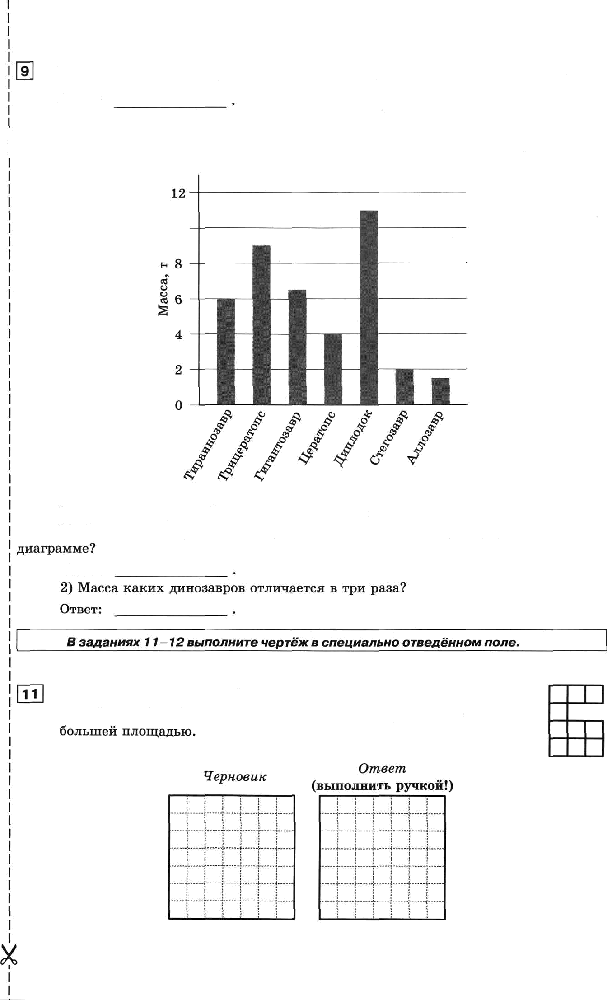 9
.
12
8
6
4
2
0
Масса, т
Тираннозавр
Трицератопс
Гигантозавр
Цератопс
Диплодок
Стегозавр
Аллозавр
диаграмме?
.
2) Масса каких динозавров отличается в три раза?
Ответ: .
В заданиях 11–12 выполните чертёж в специально отведённом поле.
11
большей площадью.
Черновик
Ответ
(выполнить ручкой!)